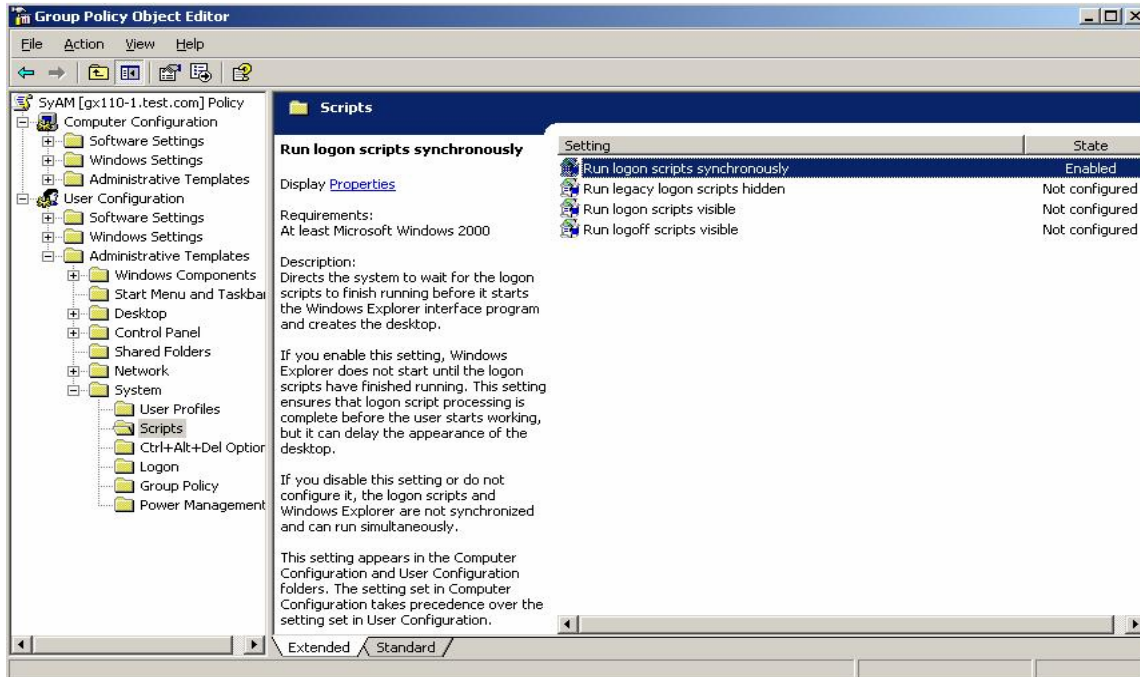 Group Policy Object Editor
File Action View Help
SyAM [gx110-1.test.com] Policy
Computer Configuration
Software Settings
Windows Settings
Administrative Templates
User Configuration
Software Settings
Windows Settings
Administrative Templates
Windows Components
Start Menu and Taskbar
Desktop
Control Panel
Shared Folders
Network
System
User Profiles
Scripts
Ctrl+Alt+Del Option
Logon
Group Policy
Power Management
Scripts
Run logon scripts synchronously
Display Properties
Requirements:
At least Microsoft Windows 2000
Description:
Directs the system to wait for the logon
scripts to finish running before it starts
the Windows Explorer interface program
and creates the desktop.
If you enable this setting, Windows
Explorer does not start until the logon
scripts have finished running. This setting
ensures that logon script processing is
complete before the user starts working,
but it can delay the appearance of the
desktop.
If you disable this setting or do not
configure it, the logon scripts and
Windows Explorer are not synchronized
and can run simultaneously.
This setting appears in the Computer
Configuration and User Configuration
folders. The setting set in Computer
Configuration takes precedence over the
setting set in User Configuration.
Setting State
Run logon scripts synchronously Enabled
Run legacy logon scripts hidden Not configured
Run logon scripts visible Not configured
Run logoff scripts visible Not configured
Extended Standard